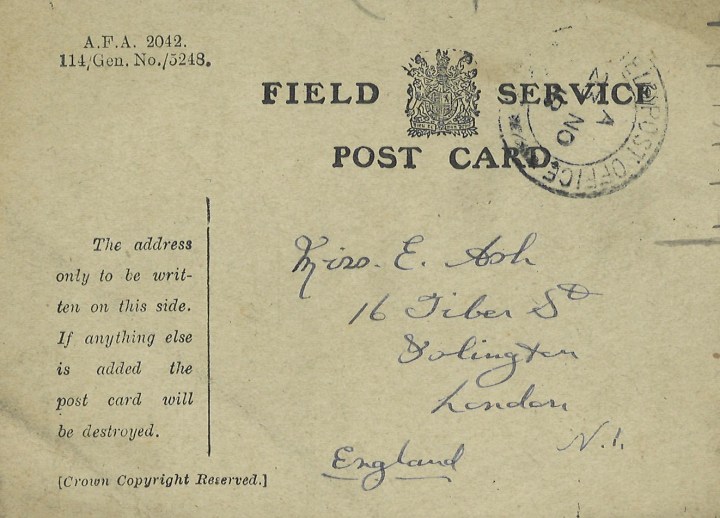 A.F.A. 2042.
114/Gen. No./5248.
FIELD SERVICE
POST CARD.
POST OFFICE
A
NO
The address
only to be writ-
ten on this side.
If anything else
is added the
post card will
be destroyed.
[Crown Copyright Reserved.]
Miss. E. Ash
16 Tiber St
Islington
London
N.1.
England